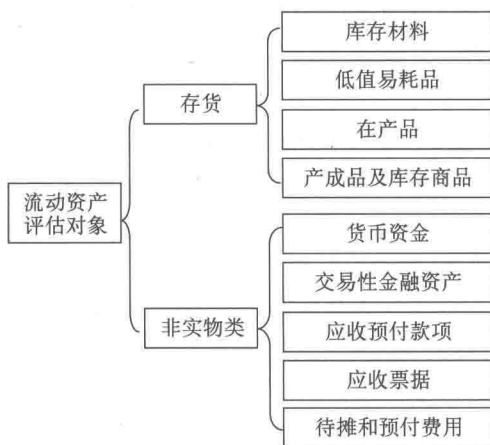 流动资产
评估对象
存货
库存材料
低值易耗品
在产品
产成品及库存商品
非实物类
货币资金
交易性金融资产
应收预付款项
应收票据
待摊和预付费用